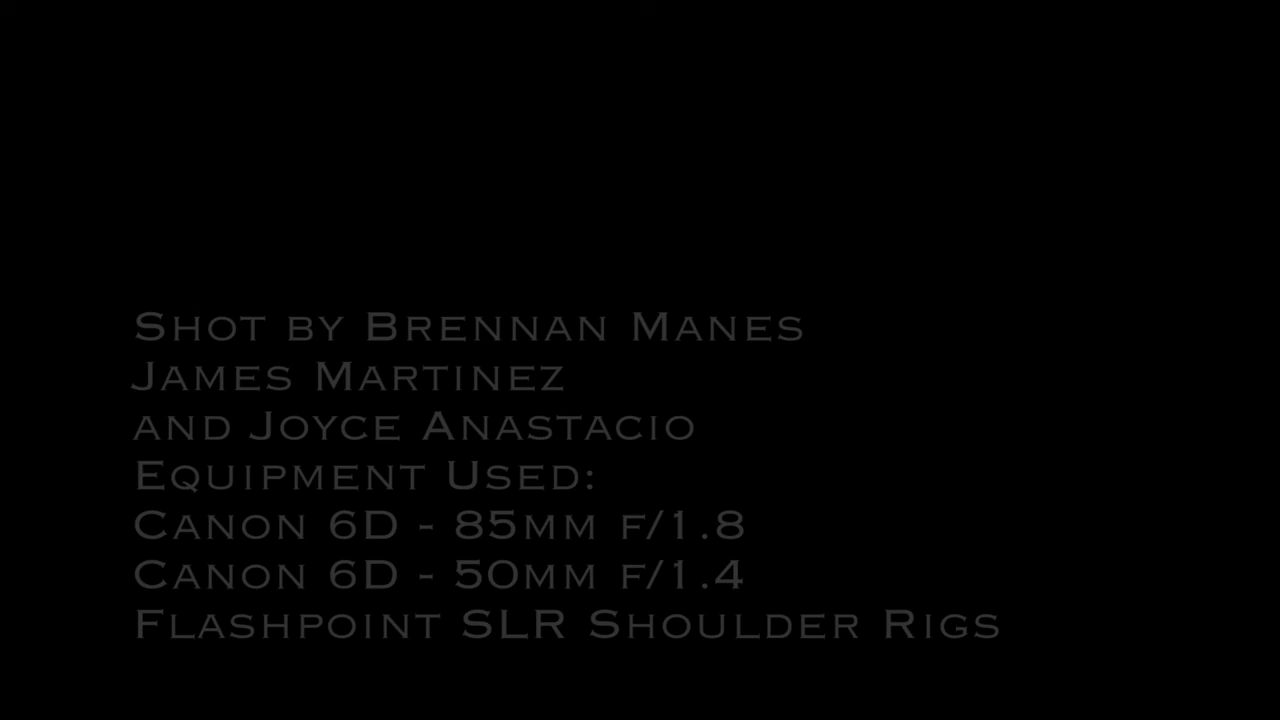 Shot by Brennan Manes
James Martinez
and Joyce Anastacio
Equipment Used:
Canon 6D - 85mm f/1.8
Canon 6D - 50mm f/1.4
Flashpoint SLR Shoulder Rigs